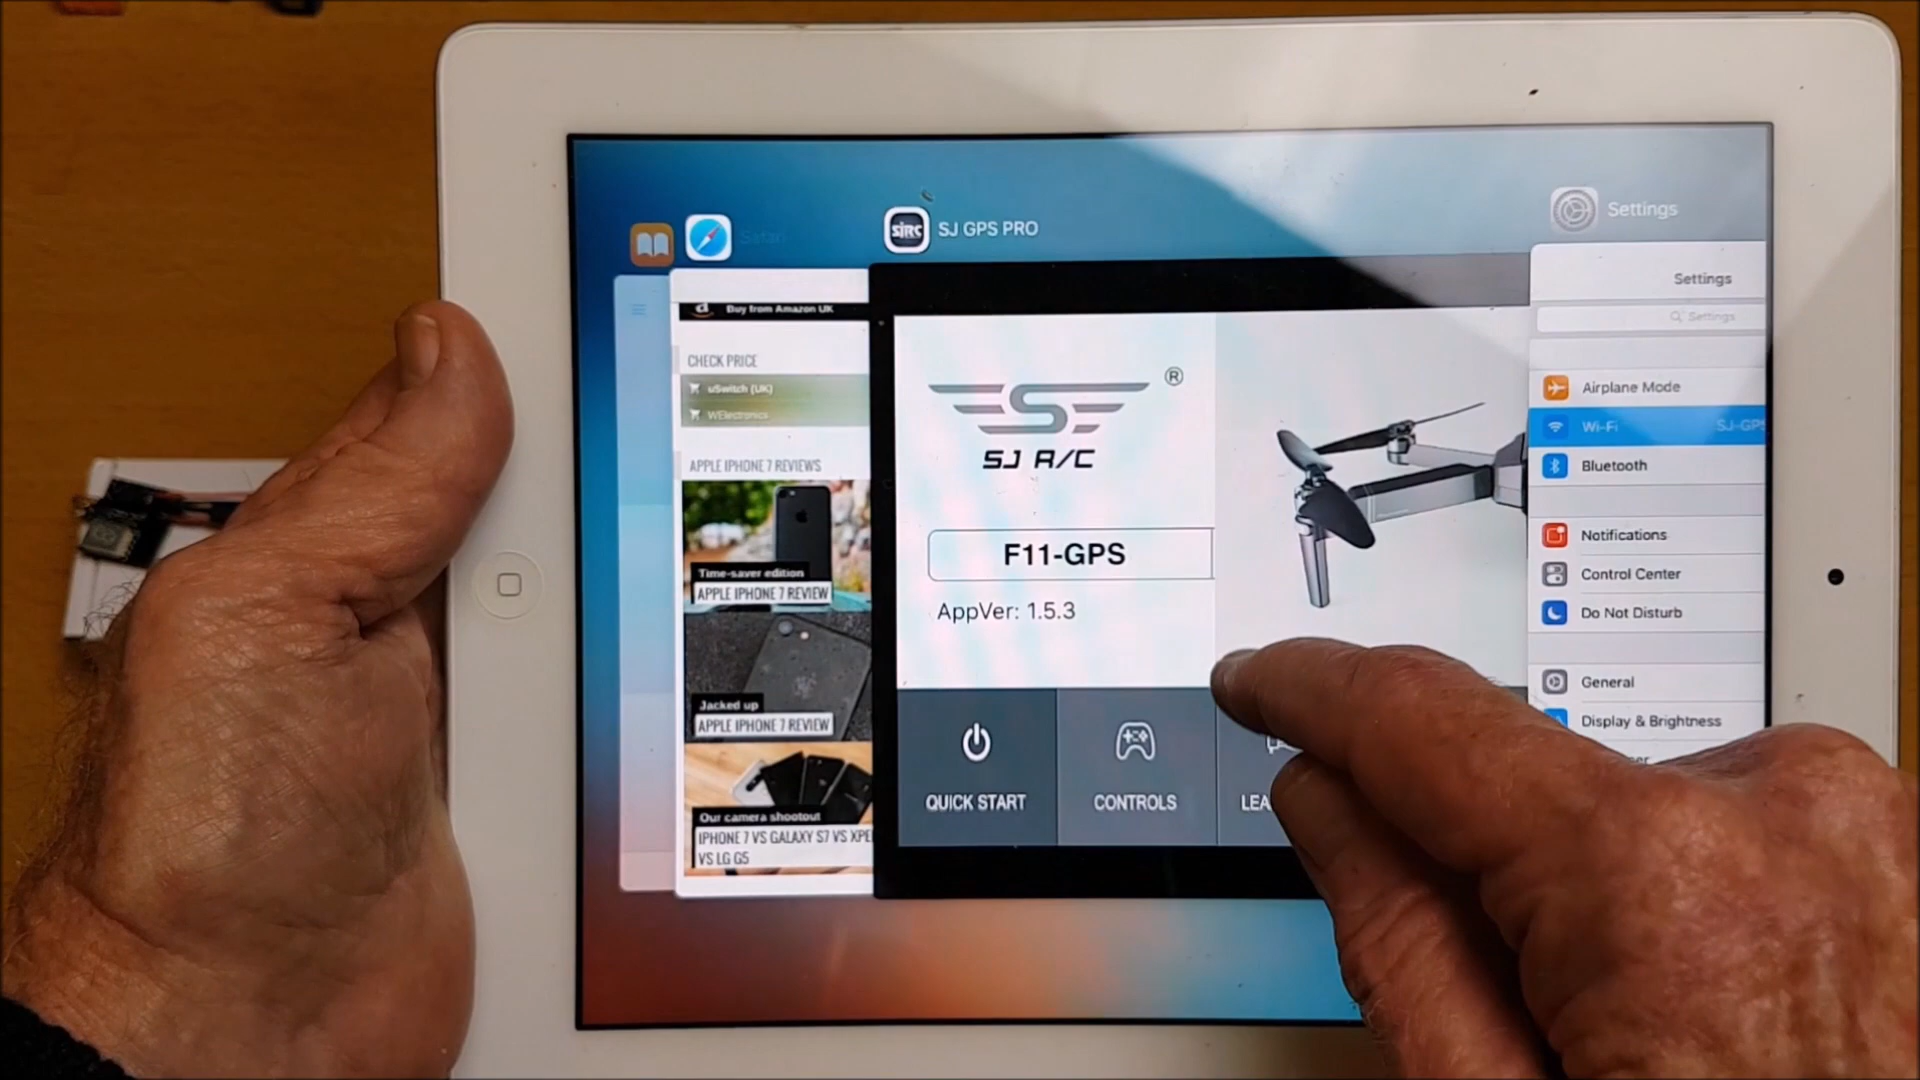 Safari
SJRC
SJ GPS PRO
Settings
a Buy from Amazon UK
CHECK PRICE
uSwitch (UK)
WElectronics
APPLE IPHONE 7 REVIEWS
Time-saver edition
APPLE IPHONE 7 REVIEW
Jacked up
APPLE IPHONE 7 REVIEW
Our camera shootout
IPHONE 7 VS GALAXY S7 VS
VS LG G5
S ®
SJ R/C
F11-GPS
AppVer: 1.5.3
QUICK START
CONTROLS
Settings
Settings
Airplane Mode
Wi-Fi SJ-GPS
Bluetooth
Notifications
Control Center
Do Not Disturb
General
Display & Brightness